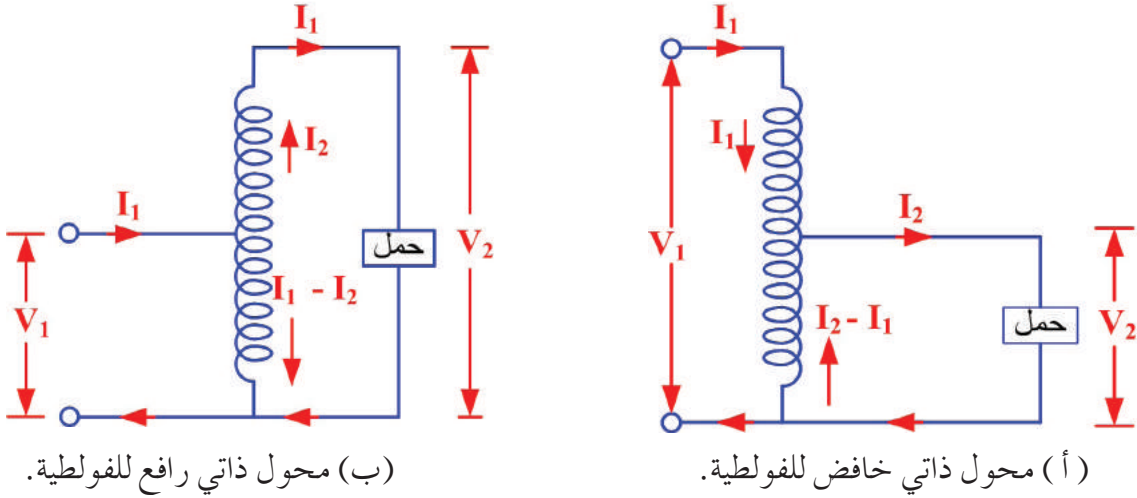 I₁
I₁
V₁
I₂
حمل
V₂
I₂ - I₁
( أ ) محول ذاتي خافض للفولطية.
I₁
I₂
I₁
V₁
I₁ - I₂
حمل
V₂
(ب) محول ذاتي رافع للفولطية.